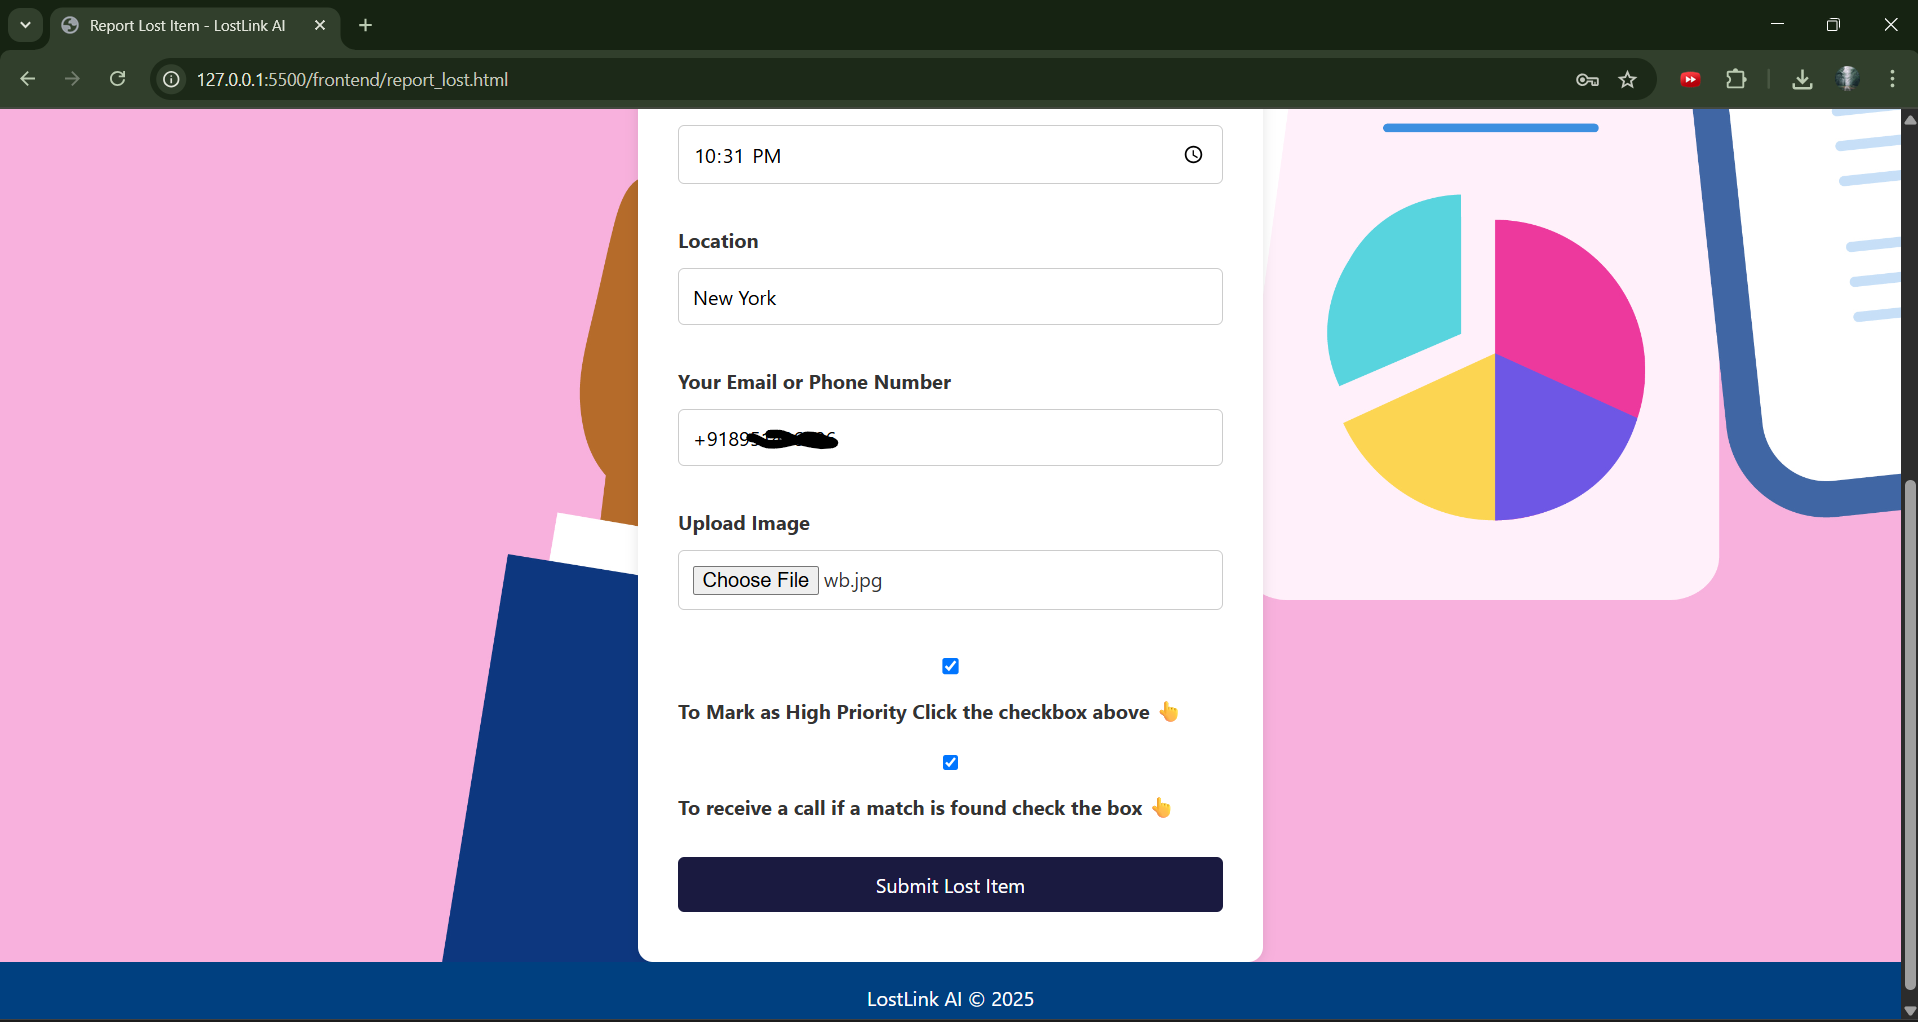 Report Lost Item - LostLink AI
127.0.0.1:5500/frontend/report_lost.html
10:31 PM
Location
New York
Your Email or Phone Number
Upload Image
Choose File wb.jpg
To Mark as High Priority Click the checkbox above 👆
To receive a call if a match is found check the box 👆
Submit Lost Item
LostLink AI © 2025